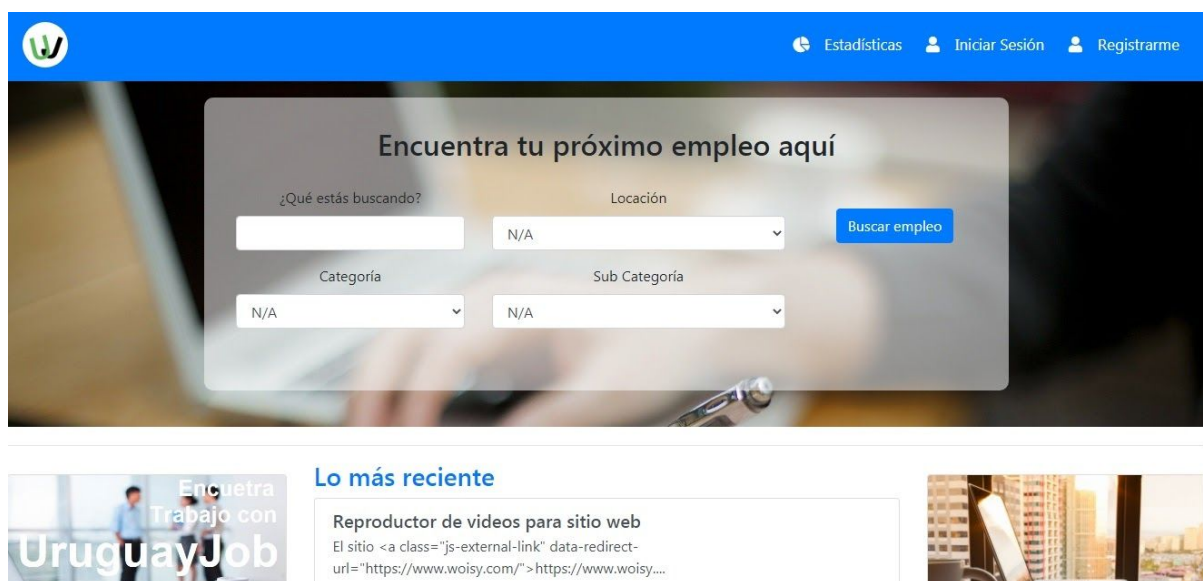 Estadísticas Iniciar Sesión Registrarme
Encuentra tu próximo empleo aquí
¿Qué estás buscando? Locación
N/A Buscar empleo
Categoría Sub Categoría
N/A N/A
Lo más reciente
Encuetra
Trabajo con
UruguayJob
Reproductor de videos para sitio web
El sitio <a class="js-external-link" data-redirect-
url="https://www.woisy.com/">https://www.woisy....